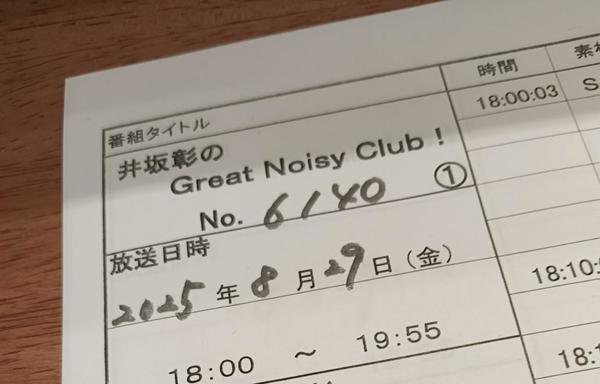 番組タイトル
井坂彰の
Great Noisy Club!
No. 6140 ①
放送日時
2025年8月29日(金)
18:00 ～ 19:55
時間
18:00:03
18:10: